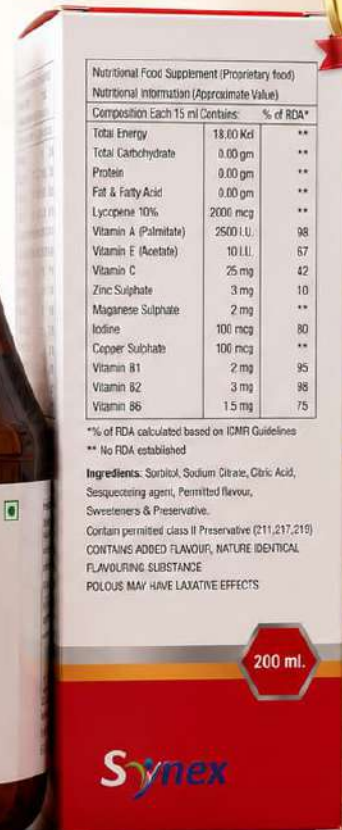 Nutritional Food Supplement (Proprietary food)
Nutritional Information (Approximate Value)
Composition Each 15 ml Contains: % of RDA*
Total Energy 18.00 Kcl **
Total Carbohydrate 0.00 gm **
Protein 0.00 gm **
Fat & Fatty Acid 0.00 gm **
Lycopene 10% 2000 mcg **
Vitamin A (Palmitate) 2500 I.U. 98
Vitamin E (Acetate) 10 I.U. 67
Vitamin C 25 mg 42
Zinc Sulphate 3 mg 10
Maganese Sulphate 2 mg **
Iodine 100 mcg 80
Copper Sulphate 100 mcg **
Vitamin B1 2 mg 95
Vitamin B2 3 mg 98
Vitamin B6 1.5 mg 75
*% of RDA calculated based on ICMR Guidelines
** No RDA established
Ingredients: Sorbitol, Sodium Citrate, Citric Acid,
Sesquectering agent, Permitted flavour,
Sweeteners & Preservative.
Contain permitted class II Preservative (211,217,219)
CONTAINS ADDED FLAVOUR, NATURE IDENTICAL
FLAVOURING SUBSTANCE
POLOUS MAY HAVE LAXATIVE EFFECTS
200 ml.
Synex